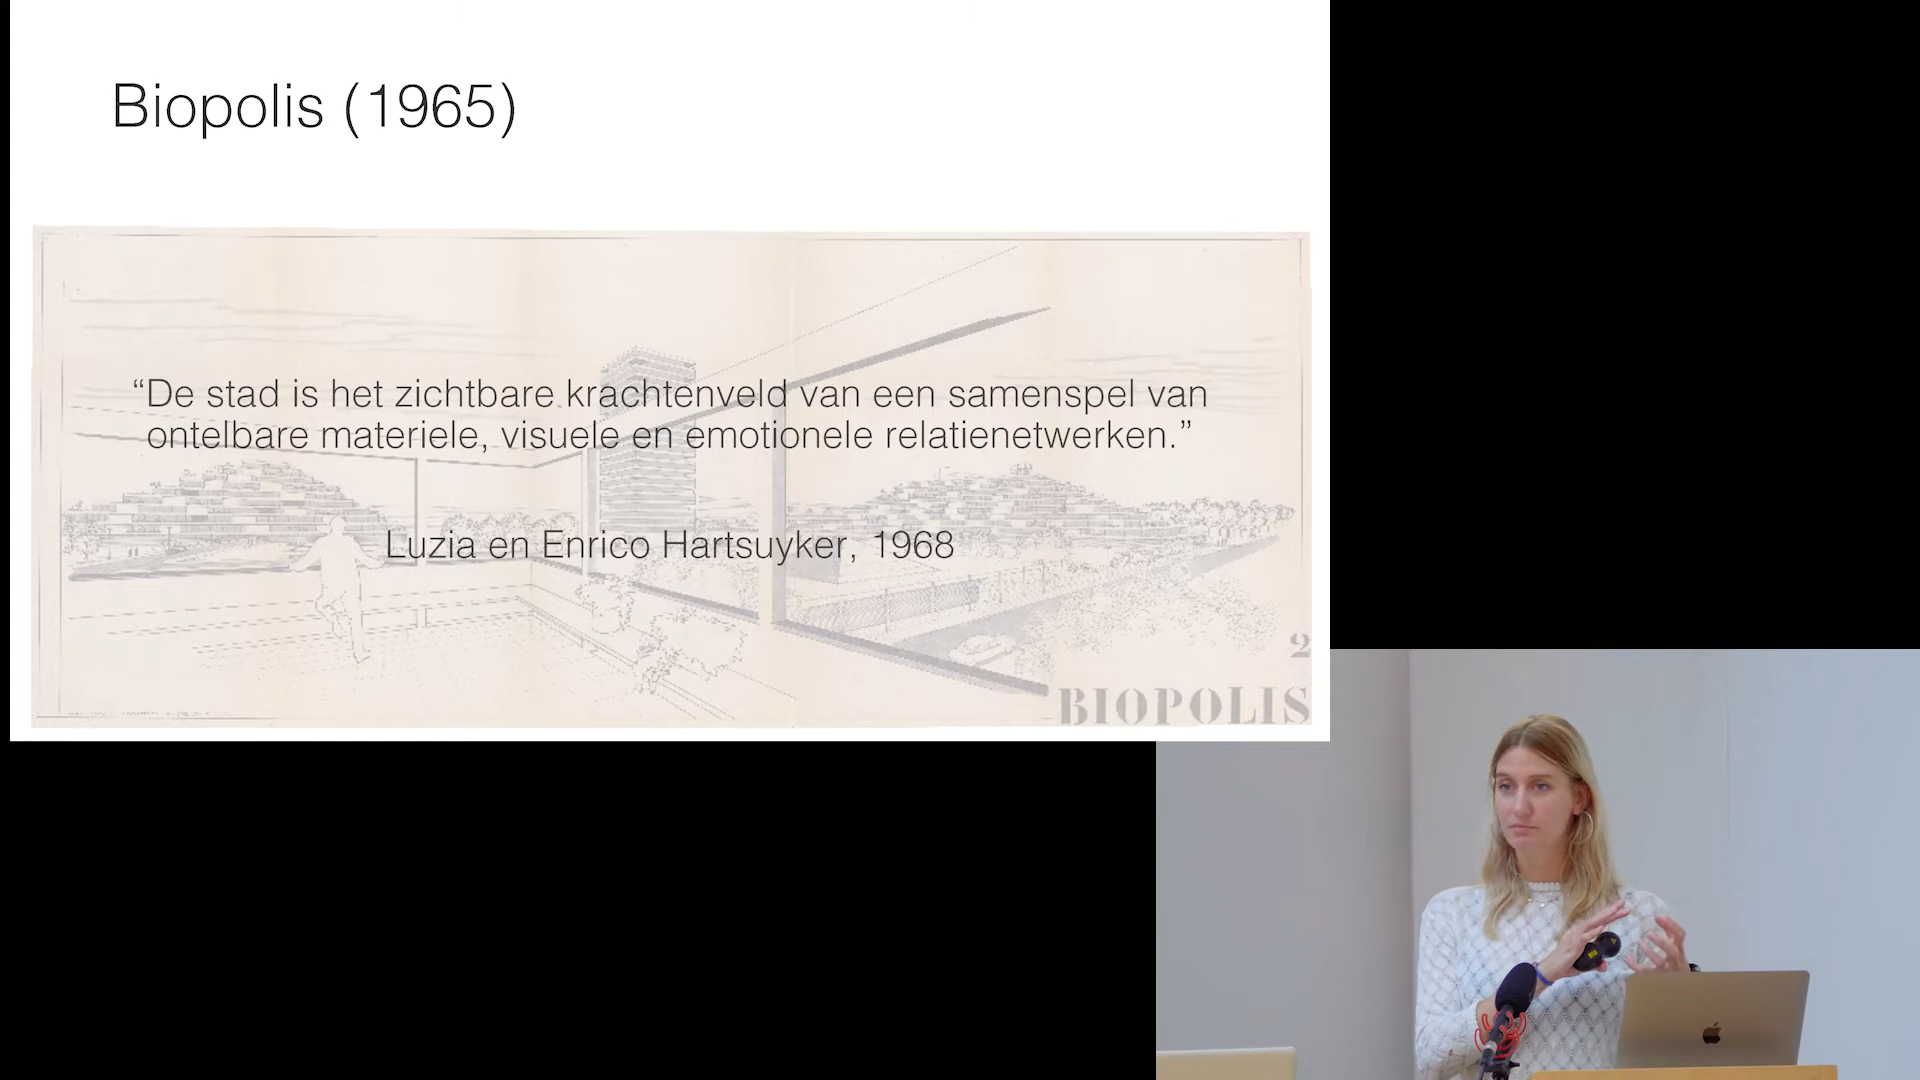 Biopolis (1965)
“De stad is het zichtbare krachtenveld van een samenspel van
ontelbare materiele, visuele en emotionele relatienetwerken.”
Luzia en Enrico Hartsuyker, 1968
2
BIOPOLIS